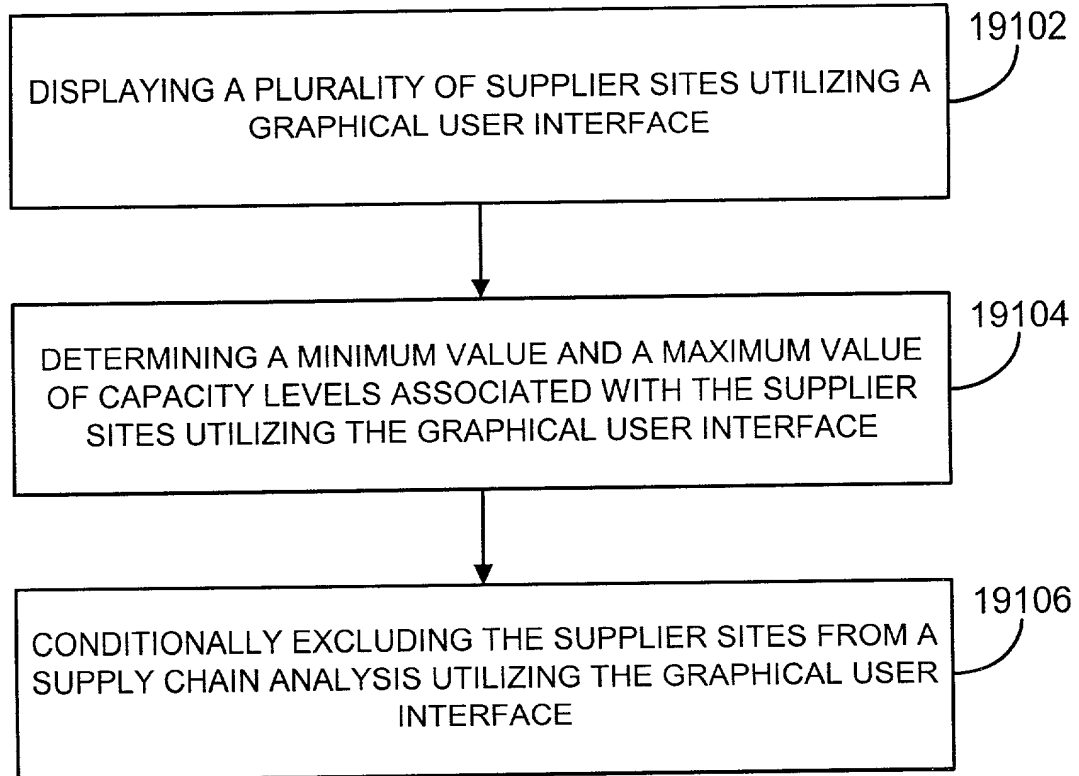 19102
DISPLAYING A PLURALITY OF SUPPLIER SITES UTILIZING A
GRAPHICAL USER INTERFACE
19104
DETERMINING A MINIMUM VALUE AND A MAXIMUM VALUE
OF CAPACITY LEVELS ASSOCIATED WITH THE SUPPLIER
SITES UTILIZING THE GRAPHICAL USER INTERFACE
19106
CONDITIONALLY EXCLUDING THE SUPPLIER SITES FROM A
SUPPLY CHAIN ANALYSIS UTILIZING THE GRAPHICAL USER
INTERFACE